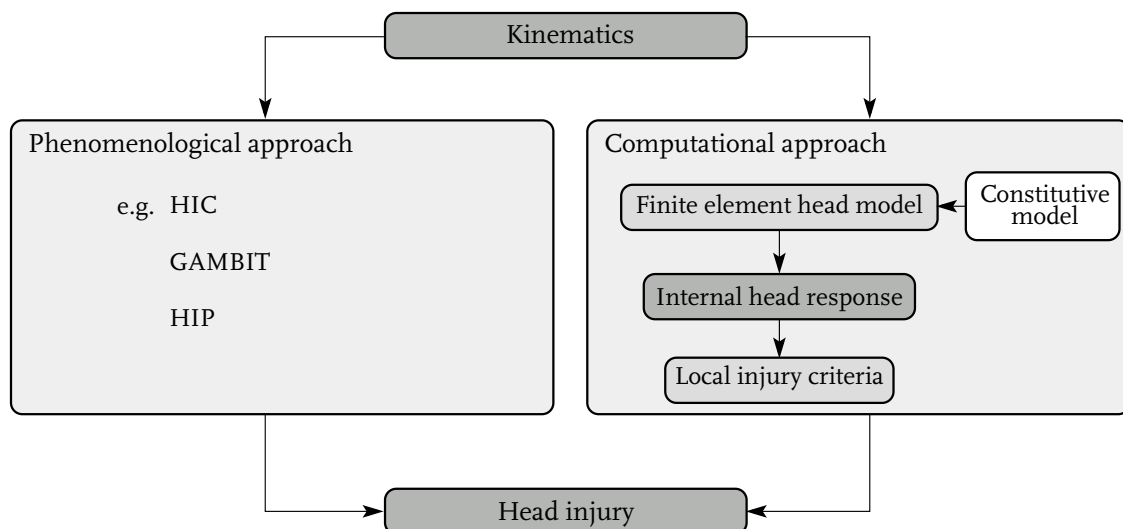 Kinematics
Phenomenological approach
e.g. HIC
GAMBIT
HIP
Computational approach
Finite element head model
Constitutive
model
Internal head response
Local injury criteria
Head injury